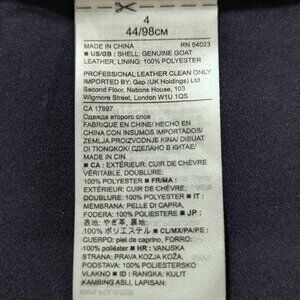 4
44/98CM
MADE IN CHINA RN 54023
■ US/GB : SHELL: GENUINE GOAT
LEATHER, LINING: 100% POLYESTER
PROFESSIONAL LEATHER CLEAN ONLY
IMPORTED BY: Gap (UK Holdings) Ltd.
Second Floor, Nations House, 103
Wigmore Street, London W1U 1QS
CA 17897
Одежда второго слоя
FABRIQUE EN CHINE/ HECHO EN
CHINA CON INSUMOS IMPORTADOS/
ZEMLJA PROIZVODNJE KINA/ DIBUAT
DI TIONGKOK/ СДЕЛАНО В КИТАЕ/
MADE IN CIN
■ CA : EXTÉRIEUR: CUIR DE CHÈVRE
VÉRITABLE, DOUBLURE:
100% POLYESTER ■ FR/MA :
EXTÉRIEUR: CUIR DE CHÈVRE,
DOUBLURE: 100% POLYESTER ■ IT :
MEMBRANA: PELLE DI CAPRA,
FODERA: 100% POLIESTERE ■ JP :
表地: やぎ革, 裏地:
100% ポリエステル ■ CL/MX/PA/PE :
CUERPO: piel de caprino, FORRO:
100% poliéster ■ HR : VANJSKA
STRANA: PRAVA KOZJA KOŽA,
POSTAVA: 100% POLIESTERSKO
VLAKNO ■ ID : RANGKA: KULIT
KAMBING ASLI, LAPISAN: